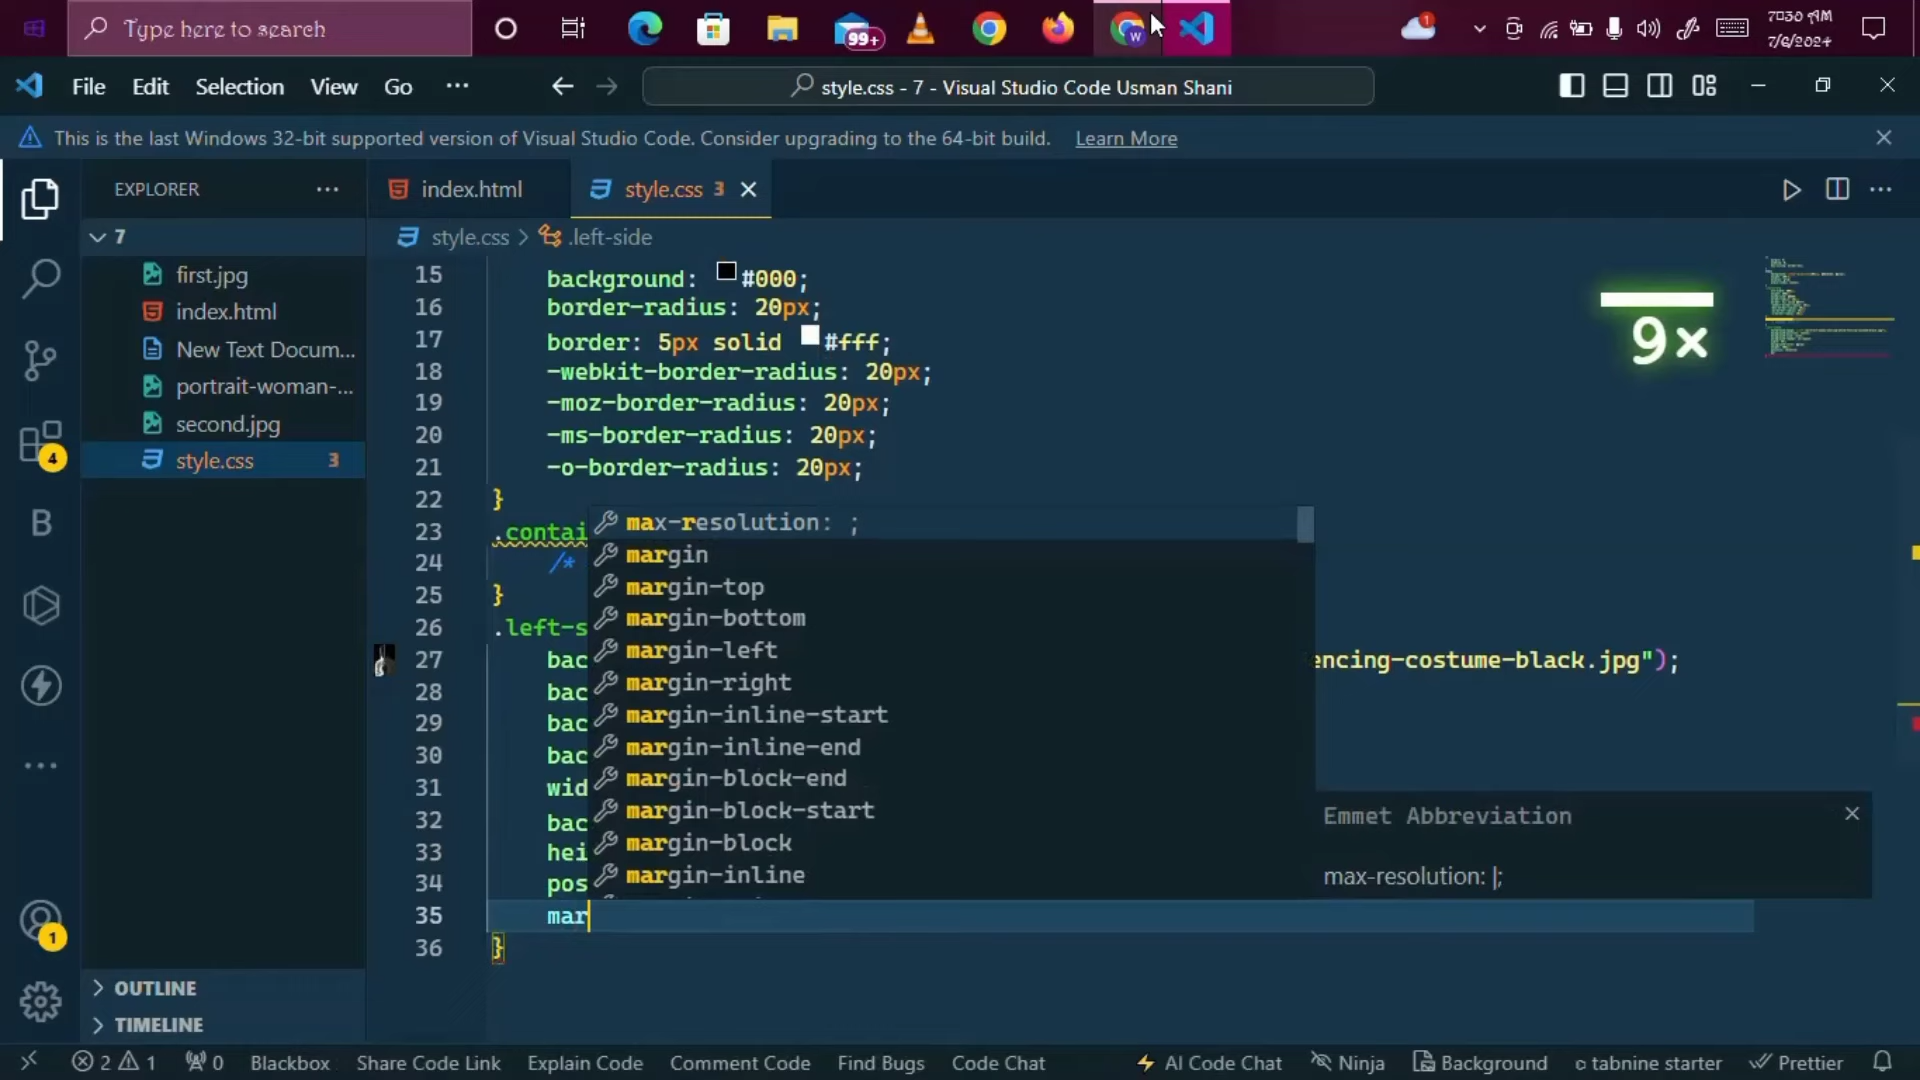 Type here to search
99+
W
1
7:30 AM
7/6/2024
File Edit Selection View Go ···
style.css - 7 - Visual Studio Code Usman Shani
This is the last Windows 32-bit supported version of Visual Studio Code. Consider upgrading to the 64-bit build. Learn More
EXPLORER
index.html
style.css 3
7
style.css > .left-side
first.jpg
index.html
New Text Docum...
portrait-woman-...
second.jpg
style.css 3
4
B
1
15 background: #000;
16 border-radius: 20px;
17 border: 5px solid #fff;
18 -webkit-border-radius: 20px;
19 -moz-border-radius: 20px;
20 -ms-border-radius: 20px;
21 -o-border-radius: 20px;
22 }
23 .contai
24 /*
25 }
26 .left-s
27 bac encing-costume-black.jpg");
28 bac
29 bac
30 bac
31 wid
32 bac
33 hei
34 pos
35 mar
36 }
max-resolution: ;
margin
margin-top
margin-bottom
margin-left
margin-right
margin-inline-start
margin-inline-end
margin-block-end
margin-block-start
margin-block
margin-inline
Emmet Abbreviation
max-resolution: |;
9×
OUTLINE
TIMELINE
2 1 0 Blackbox Share Code Link Explain Code Comment Code Find Bugs Code Chat AI Code Chat Ninja Background tabnine starter Prettier